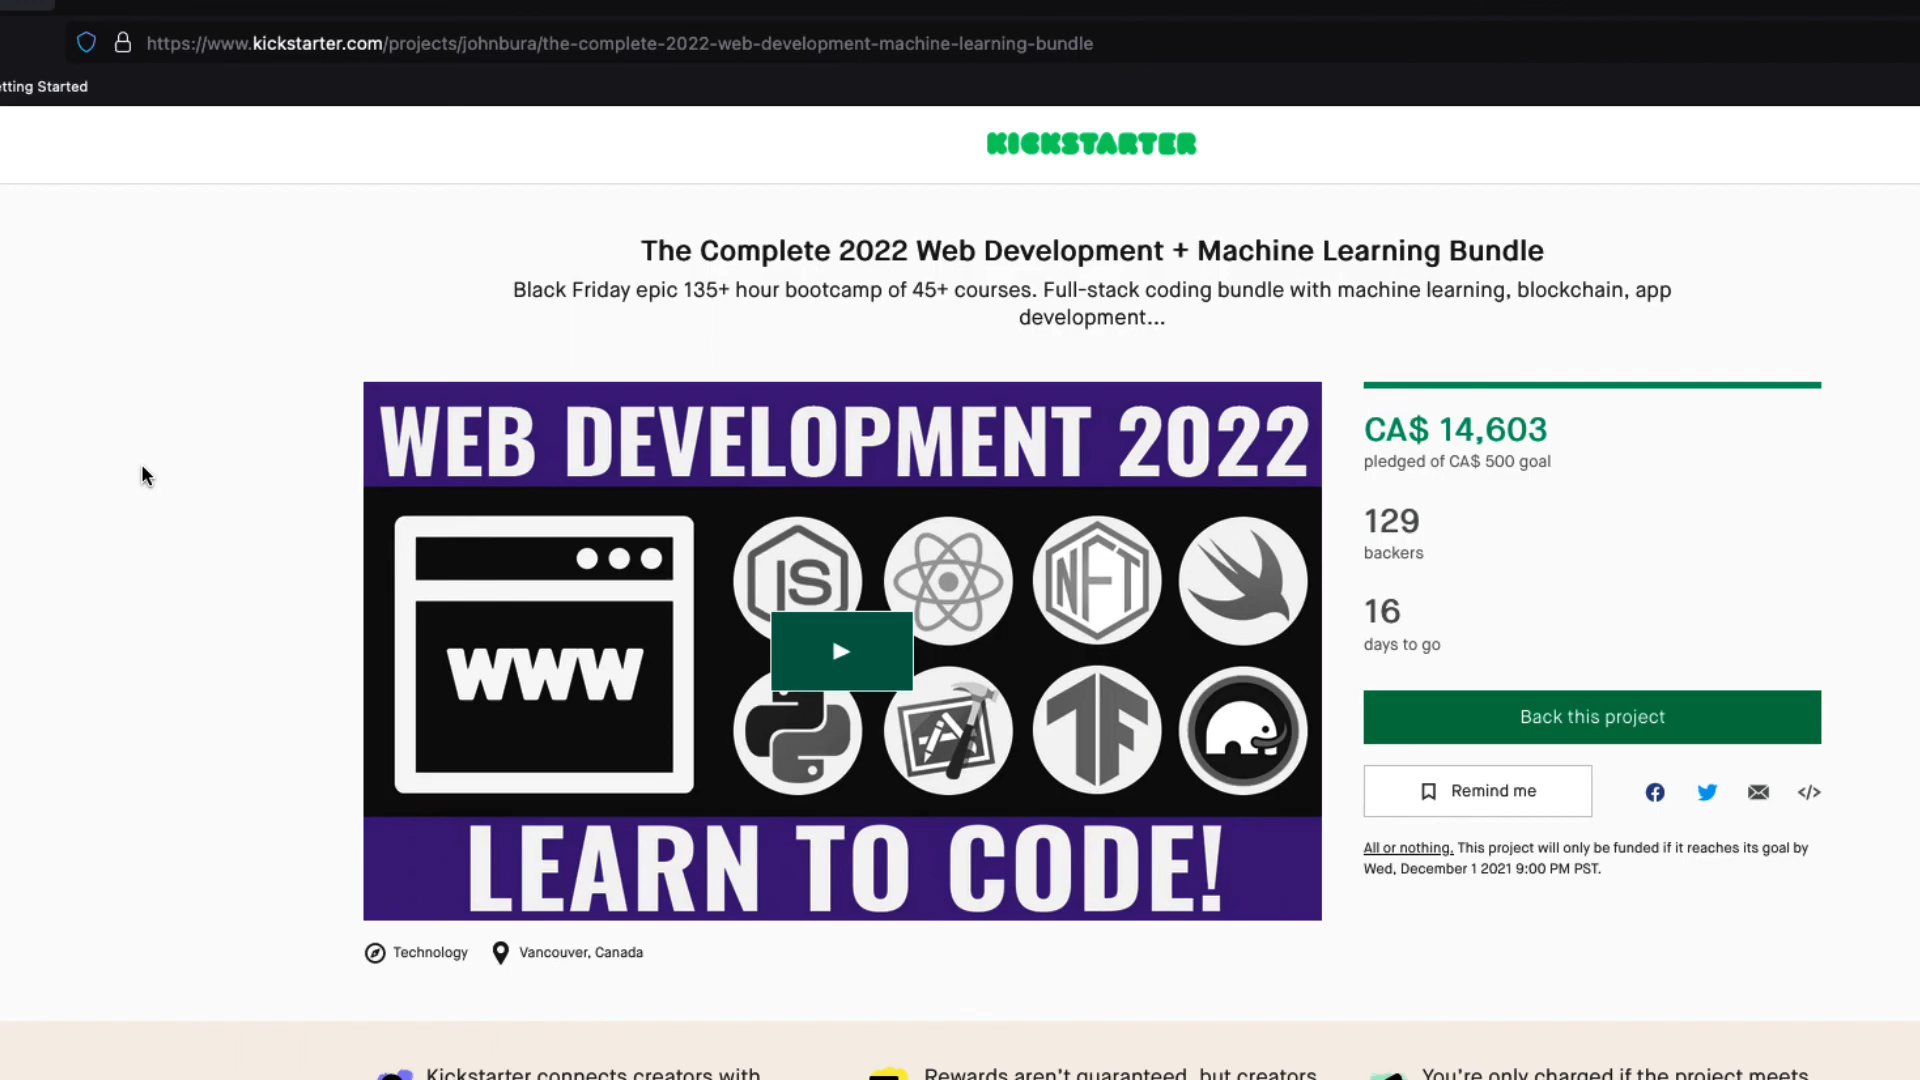 https://www.kickstarter.com/projects/johnbura/the-complete-2022-web-development-machine-learning-bundle
etting Started
KICKSTARTER
The Complete 2022 Web Development + Machine Learning Bundle
Black Friday epic 135+ hour bootcamp of 45+ courses. Full-stack coding bundle with machine learning, blockchain, app
development...
WEB DEVELOPMENT 2022
JS
NFT
WWW
TF
LEARN TO CODE!
CA$ 14,603
pledged of CA$ 500 goal
129
backers
16
days to go
Back this project
Remind me
All or nothing. This project will only be funded if it reaches its goal by
Wed, December 1 2021 9:00 PM PST.
Technology
Vancouver, Canada
Kickstarter connects creators with
Rewards aren't guaranteed, but creators
You're only charged if the project meets